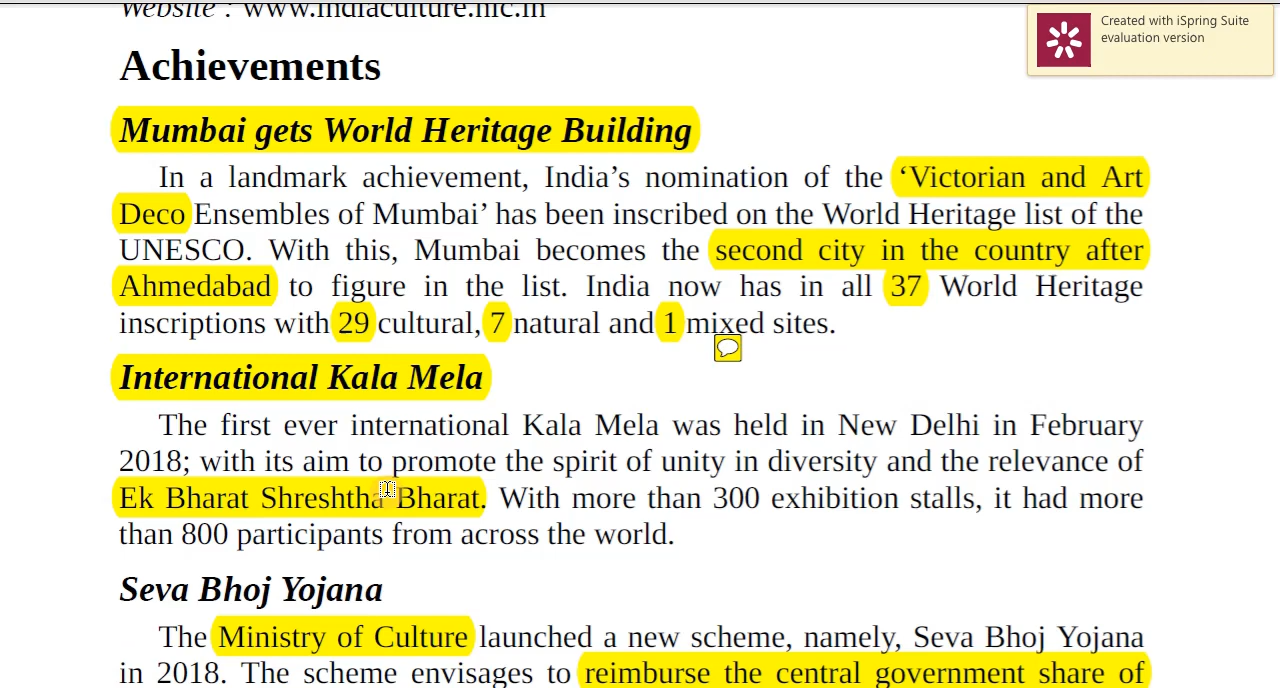 Website : www.indiaculture.nic.in
Created with iSpring Suite
evaluation version
Achievements
Mumbai gets World Heritage Building
In a landmark achievement, India’s nomination of the ‘Victorian and Art
Deco Ensembles of Mumbai’ has been inscribed on the World Heritage list of the
UNESCO. With this, Mumbai becomes the second city in the country after
Ahmedabad to figure in the list. India now has in all 37 World Heritage
inscriptions with 29 cultural, 7 natural and 1 mixed sites.
International Kala Mela
The first ever international Kala Mela was held in New Delhi in February
2018; with its aim to promote the spirit of unity in diversity and the relevance of
Ek Bharat Shreshtha Bharat. With more than 300 exhibition stalls, it had more
than 800 participants from across the world.
Seva Bhoj Yojana
The Ministry of Culture launched a new scheme, namely, Seva Bhoj Yojana
in 2018. The scheme envisages to reimburse the central government share of